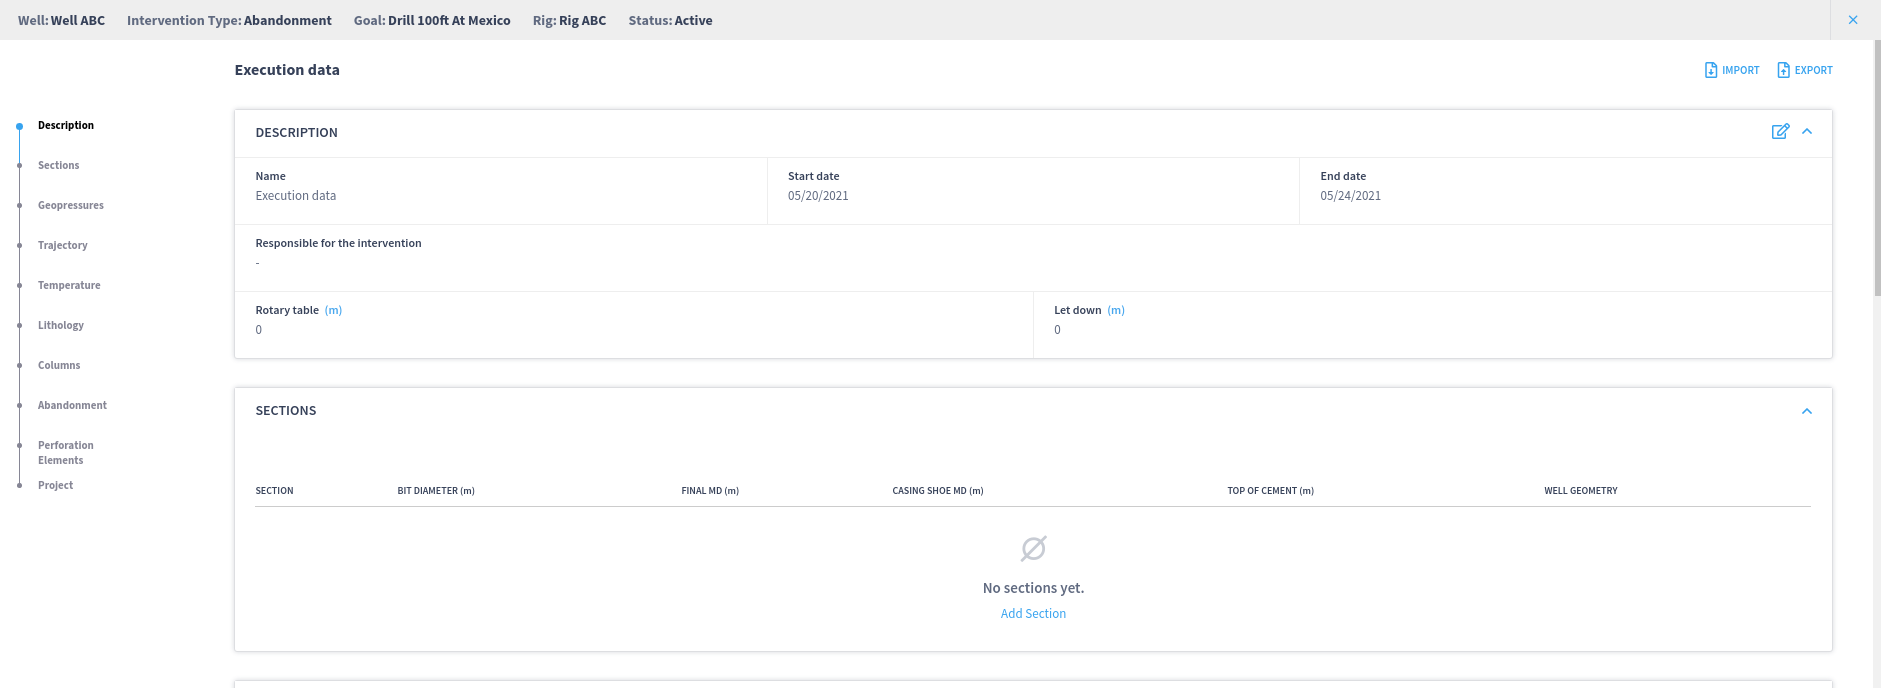 Well: Well ABC Intervention Type: Abandonment Goal: Drill 100ft At Mexico Rig: Rig ABC Status: Active
Execution data
IMPORT EXPORT
Description
Sections
Geopressures
Trajectory
Temperature
Lithology
Columns
Abandonment
Perforation
Elements
Project
DESCRIPTION
Name Start date End date
Execution data 05/20/2021 05/24/2021
Responsible for the intervention
-
Rotary table (m) Let down (m)
0 0
SECTIONS
SECTION BIT DIAMETER (m) FINAL MD (m) CASING SHOE MD (m) TOP OF CEMENT (m) WELL GEOMETRY
No sections yet.
Add Section